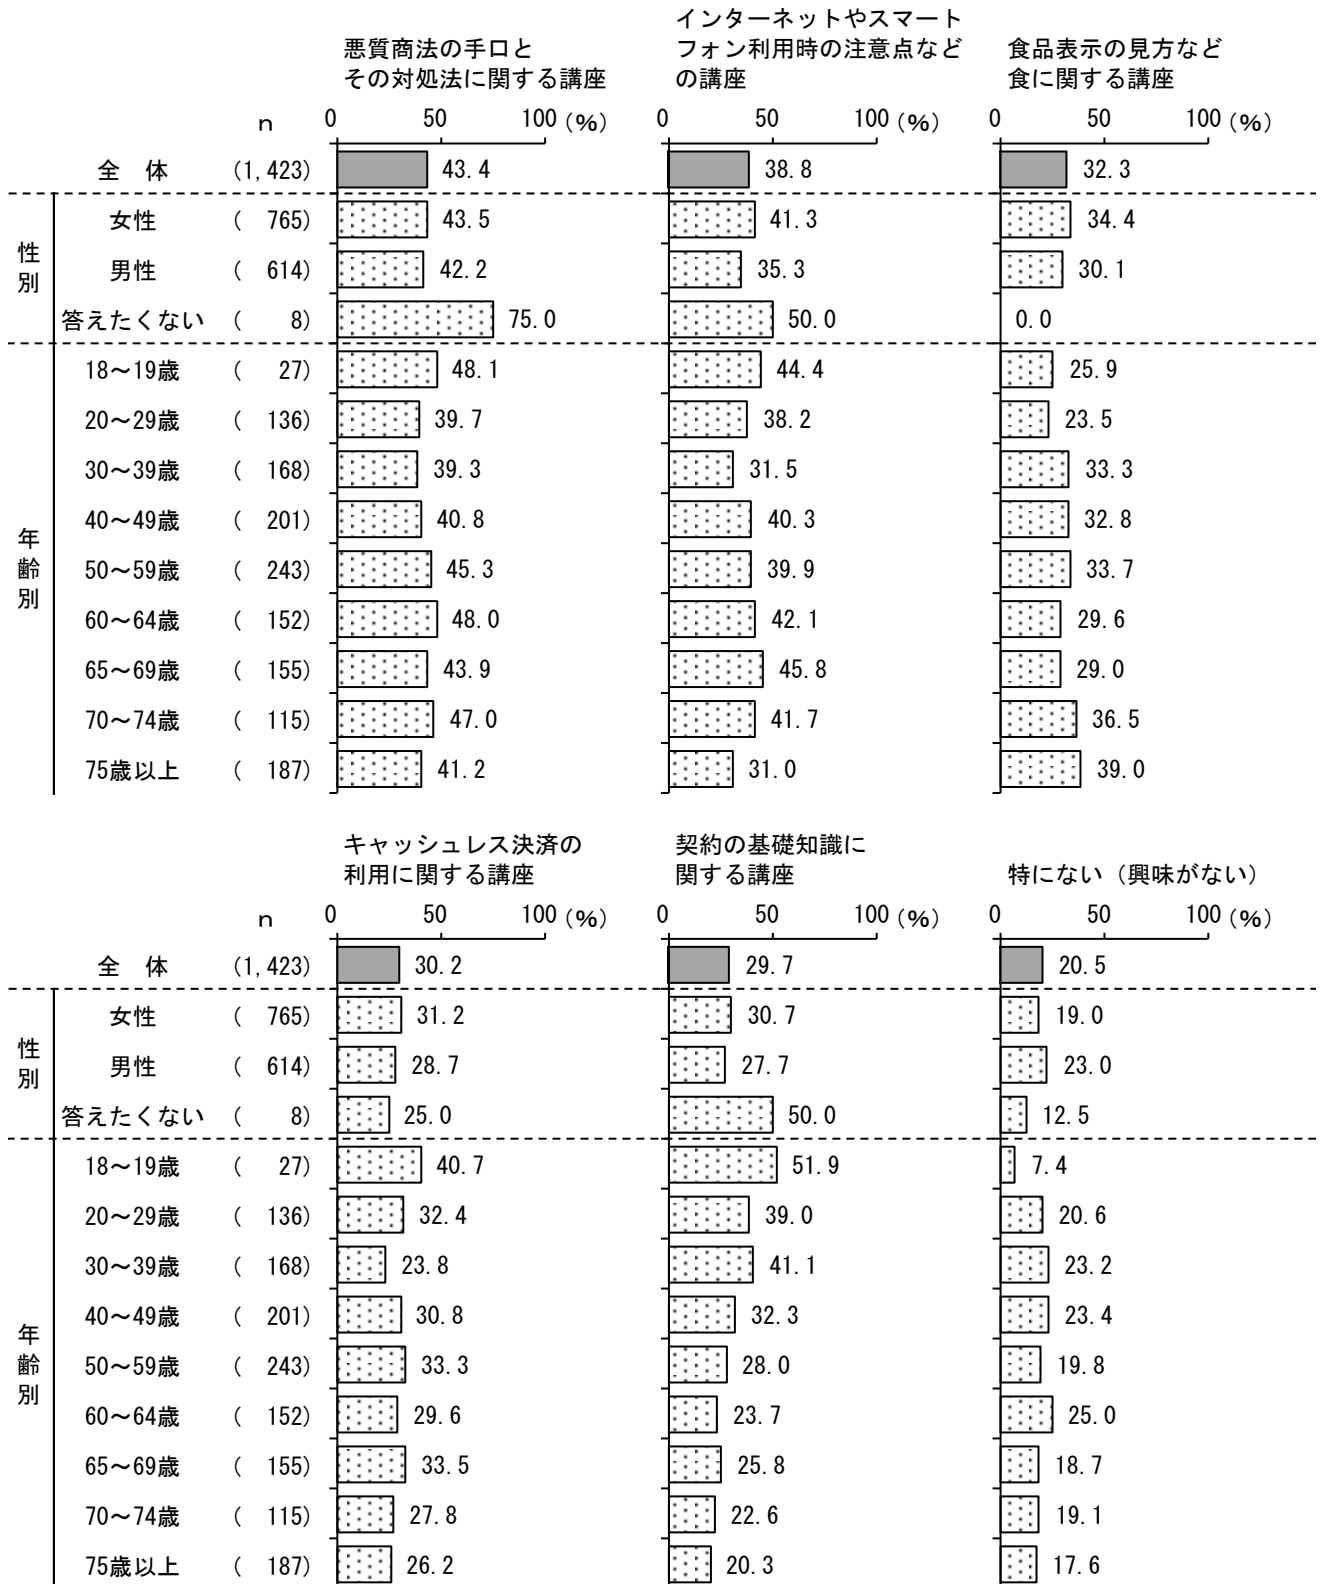 悪質商法の手口と
その対処法に関する講座
インターネットやスマート
フォン利用時の注意点など
の講座
食品表示の見方など
食に関する講座
n 0 50 100 (%) 0 50 100 (%) 0 50 100 (%)
全 体 (1,423) 43.4 38.8 32.3
性別
女性 ( 765) 43.5 41.3 34.4
男性 ( 614) 42.2 35.3 30.1
答えたくない ( 8) 75.0 50.0 0.0
年齢別
18～19歳 ( 27) 48.1 44.4 25.9
20～29歳 ( 136) 39.7 38.2 23.5
30～39歳 ( 168) 39.3 31.5 33.3
40～49歳 ( 201) 40.8 40.3 32.8
50～59歳 ( 243) 45.3 39.9 33.7
60～64歳 ( 152) 48.0 42.1 29.6
65～69歳 ( 155) 43.9 45.8 29.0
70～74歳 ( 115) 47.0 41.7 36.5
75歳以上 ( 187) 41.2 31.0 39.0
キャッシュレス決済の
利用に関する講座
契約の基礎知識に
関する講座
特にない（興味がない）
n 0 50 100 (%) 0 50 100 (%) 0 50 100 (%)
全 体 (1,423) 30.2 29.7 20.5
性別
女性 ( 765) 31.2 30.7 19.0
男性 ( 614) 28.7 27.7 23.0
答えたくない ( 8) 25.0 50.0 12.5
年齢別
18～19歳 ( 27) 40.7 51.9 7.4
20～29歳 ( 136) 32.4 39.0 20.6
30～39歳 ( 168) 23.8 41.1 23.2
40～49歳 ( 201) 30.8 32.3 23.4
50～59歳 ( 243) 33.3 28.0 19.8
60～64歳 ( 152) 29.6 23.7 25.0
65～69歳 ( 155) 33.5 25.8 18.7
70～74歳 ( 115) 27.8 22.6 19.1
75歳以上 ( 187) 26.2 20.3 17.6